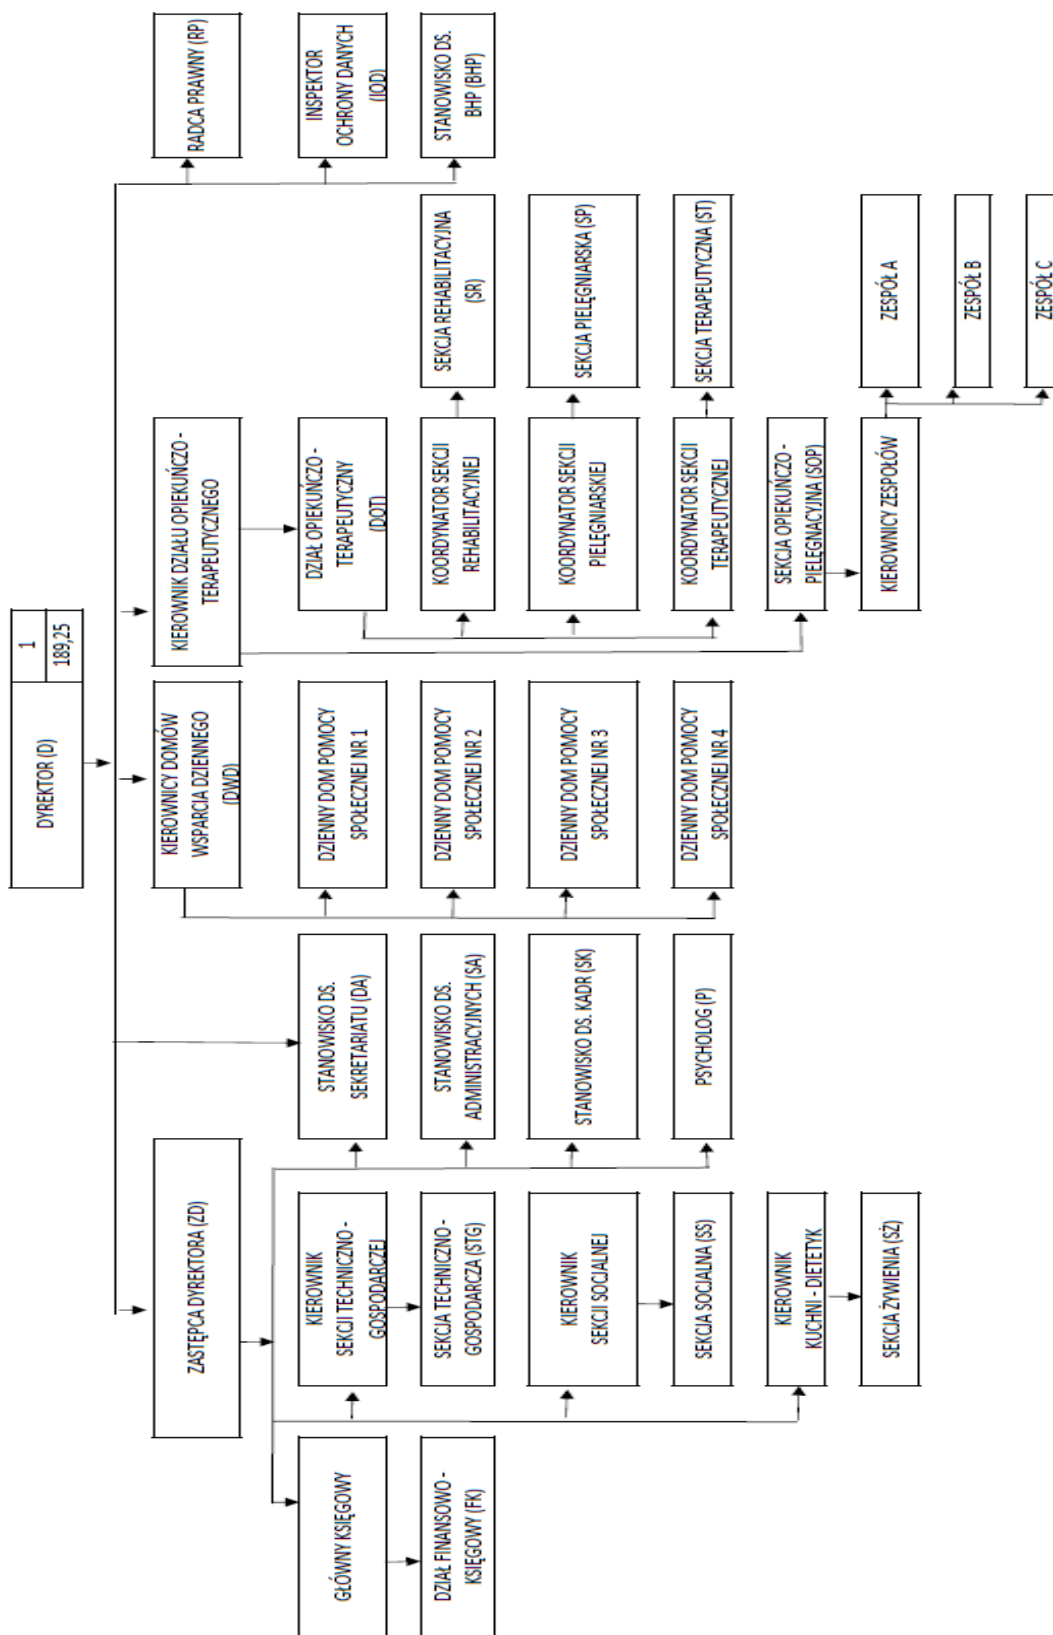 DYREKTOR (D)
1
189,25
ZASTĘPCA DYREKTORA (ZD)
KIEROWNICY DOMÓW
WSPARCIA DZIENNEGO
(DWD)
KIEROWNIK DZIAŁU OPIEKUŃCZO -
TERAPEUTYCZNEGO
RADCA PRAWNY (RP)
GŁÓWNY KSIĘGOWY
KIEROWNIK
SEKCJI TECHNICZNO -
GOSPODARCZEJ
STANOWISKO DS.
SEKRETARIATU (DA)
DZIENNY DOM POMOCY
SPOŁECZNEJ NR 1
DZIAŁ OPIEKUŃCZO -
TERAPEUTYCZNY
(DOT)
INSPEKTOR
OCHRONY DANYCH
(IOD)
DZIAŁ FINANSOWO -
KSIĘGOWY (FK)
SEKCJA TECHNICZNO -
GOSPODARCZA (STG)
STANOWISKO DS.
ADMINISTRACYJNYCH (SA)
DZIENNY DOM POMOCY
SPOŁECZNEJ NR 2
KOORDYNATOR SEKCJI
REHABILITACYJNEJ
SEKCJA REHABILITACYJNA
(SR)
STANOWISKO DS.
BHP (BHP)
KIEROWNIK
SEKCJI SOCJALNEJ
STANOWISKO DS. KADR (SK)
DZIENNY DOM POMOCY
SPOŁECZNEJ NR 3
KOORDYNATOR SEKCJI
PIELĘGNIARSKIEJ
SEKCJA PIELĘGNIARSKA (SP)
SEKCJA SOCJALNA (SS)
PSYCHOLOG (P)
DZIENNY DOM POMOCY
SPOŁECZNEJ NR 4
KOORDYNATOR SEKCJI
TERAPEUTYCZNEJ
SEKCJA TERAPEUTYCZNA (ST)
KIEROWNIK
KUCHNI - DIETETYK
SEKCJA OPIEKUŃCZO -
PIELĘGNACYJNA (SOP)
SEKCJA ŻYWIENIA (SŻ)
KIEROWNICY ZESPOŁÓW
ZESPÓŁ A
ZESPÓŁ B
ZESPÓŁ C